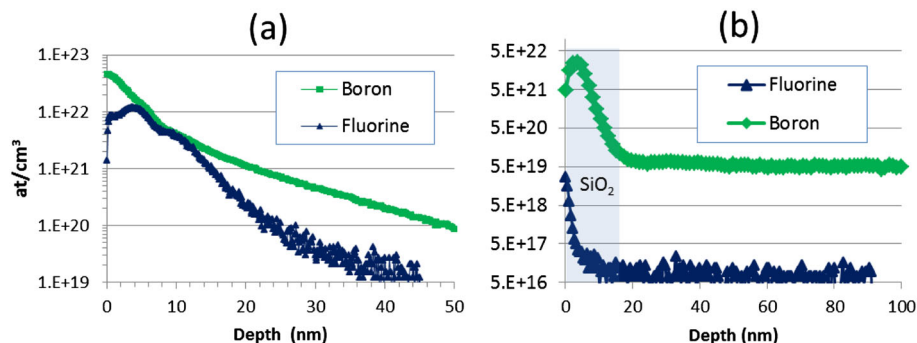 (a)
1.E+23
1.E+22
1.E+21
1.E+20
1.E+19
at/cm³
Boron
Fluorine
0 10 20 30 40 50
Depth (nm)
(b)
5.E+22
5.E+21
5.E+20
5.E+19
5.E+18
5.E+17
5.E+16
Fluorine
Boron
SiO₂
0 20 40 60 80 100
Depth (nm)